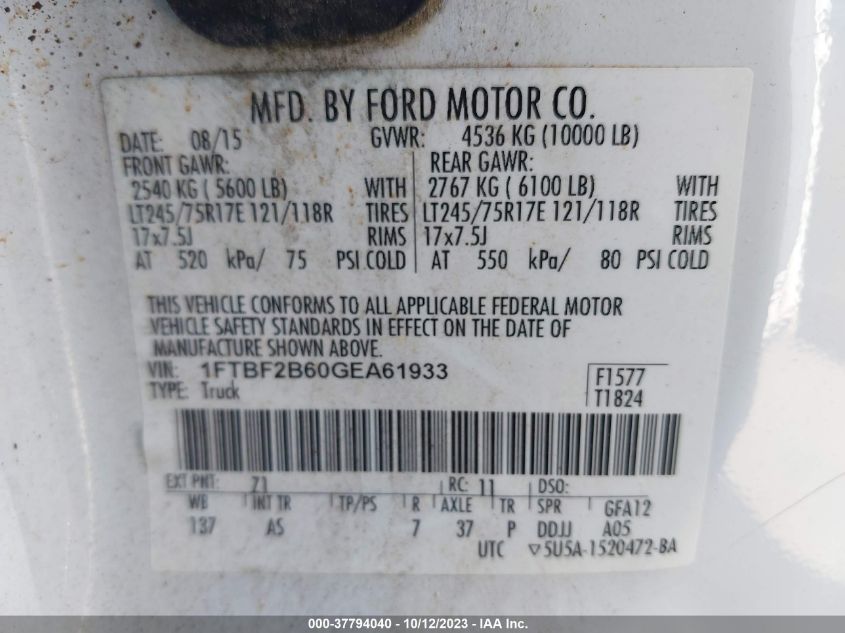 MFD. BY FORD MOTOR CO.
DATE: 08/15 GVWR: 4536 KG (10000 LB)
FRONT GAWR: REAR GAWR:
2540 KG ( 5600 LB) WITH 2767 KG ( 6100 LB) WITH
LT245/75R17E 121/118R TIRES LT245/75R17E 121/118R TIRES
17x7.5J RIMS 17x7.5J RIMS
AT 520 kPa/ 75 PSI COLD AT 550 kPa/ 80 PSI COLD
THIS VEHICLE CONFORMS TO ALL APPLICABLE FEDERAL MOTOR
VEHICLE SAFETY STANDARDS IN EFFECT ON THE DATE OF
MANUFACTURE SHOWN ABOVE.
VIN: 1FTBF2B60GEA61933 F1577
TYPE: Truck T1824
EXT PNT: Z1 RC: 11 DSO:
WB INT TR TP/PS R AXLE TR SPR GFA12
137 AS 7 37 P DDJJ A05
UTC ▽5U5A-1520472-BA
000-37794040 - 10/12/2023 - IAA Inc.